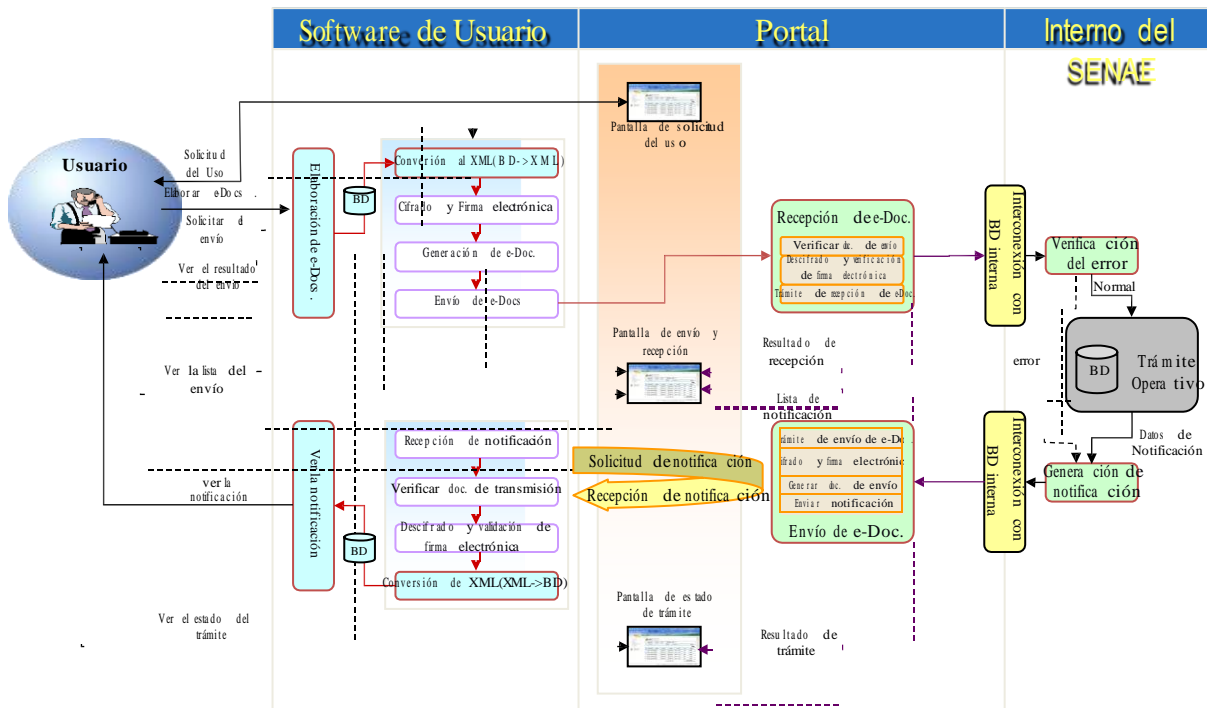 Software de Usuario
Portal
Interno del
SENAE
Usuario
Solicitud
del Uso
Elaborar e-Docs .
Solicitar d
envío
Ver el resultado
del envío
Ver la lista del
envío
ver la
notificación
Ver el estado del
trámite
Elaboración de e-Docs .
BD
Conversión al XML(BD->XML)
Cifrado y Firma electrónica
Generación de e-Doc.
Envío de e-Docs
Ver la notificación
BD
Recepción de notificación
Verificar doc. de transmisión
Descifrado y validación de
firma electrónica
Conversión de XML(XML->BD)
Pantalla de solicitud
del uso
Pantalla de envío y
recepción
Pantalla de estado
de trámite
Solicitud de notificación
Recepción de notificación
Recepción de e-Doc.
Verificar doc. de envío
Descifrado y verificación
de firma electrónica
Trámite de recepción de e-Doc.
Resultado de
recepción
Lista de
notificación
trámite de envío de e-Doc.
ifrado y firma electrónic
Generar doc. de envío
Enviar notificación
Envío de e-Doc.
Resultado de
trámite
Interconexión con
BD interna
Interconexión con
BD interna
Verificación
del error
Normal
error
BD
Trámite
Operativo
Datos de
Notificación
Generación de
notificación